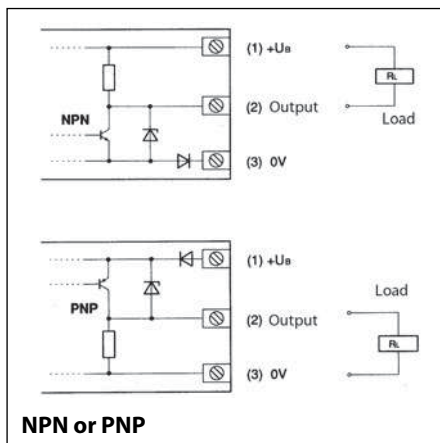 (1) +UB
RL
NPN
(2) Output
Load
(3) 0V
(1) +UB
Load
PNP
(2) Output
RL
(3) 0V
NPN or PNP